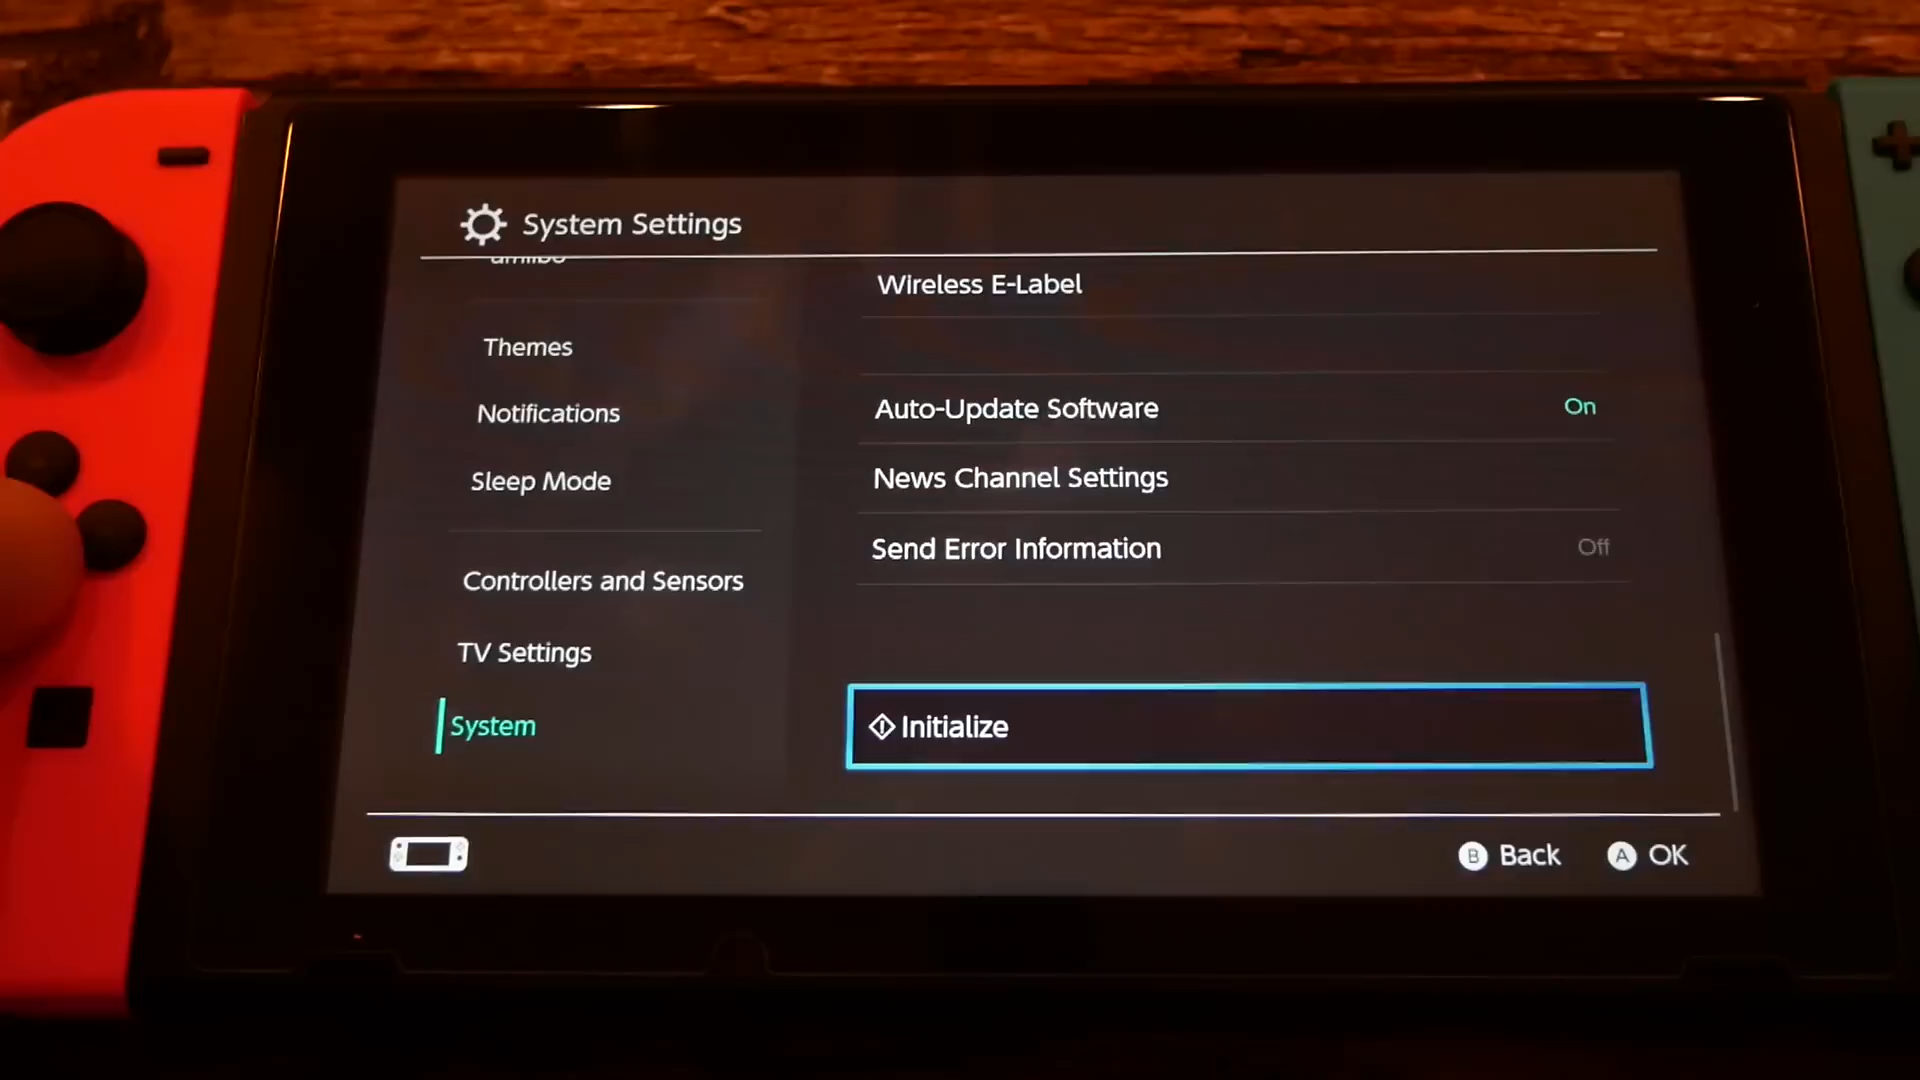 System Settings
amiibo
Themes
Notifications
Sleep Mode
Controllers and Sensors
TV Settings
System
Wireless E-Label
Auto-Update Software On
News Channel Settings
Send Error Information Off
Initialize
B Back A OK